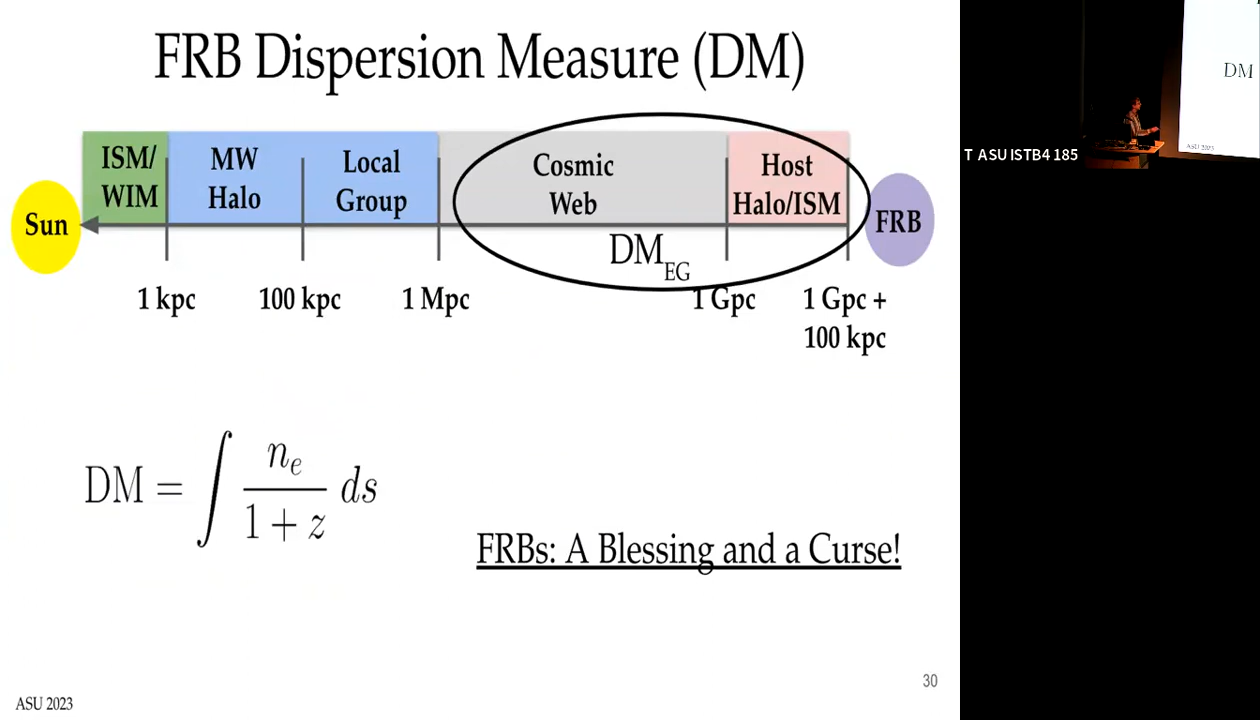 FRB Dispersion Measure (DM)
ISM/
WIM
MW
Halo
Local
Group
Cosmic
Web
Host
Halo/ISM
Sun
FRB
DM_EG
1 kpc
100 kpc
1 Mpc
1 Gpc
1 Gpc +
100 kpc
DM = ∫ n_e / (1 + z) ds
FRBs: A Blessing and a Curse!
30
ASU 2023
T ASU ISTB4 185
DM
ASU 2023